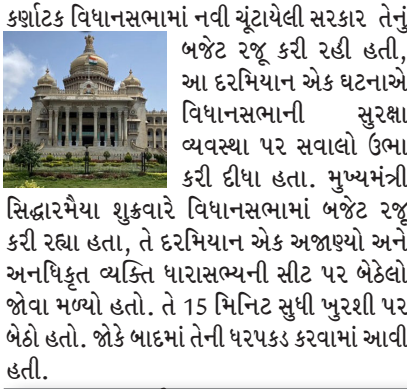 કર્ણાટક વિધાનસભામાં નવી ચૂંટાયેલી સરકાર તેનું
બજેટ રજૂ કરી રહી હતી,
આ દરમિયાન એક ઘટનાએ
વિધાનસભાની સુરક્ષા
વ્યવસ્થા પર સવાલો ઉભા
કરી દીધા હતા. મુખ્યમંત્રી
સિદ્ધારમૈયા શુક્રવારે વિધાનસભામાં બજેટ રજૂ
કરી રહ્યા હતા, તે દરમિયાન એક અજાણ્યો અને
અનધિકૃત વ્યક્તિ ધારાસભ્યની સીટ પર બેઠેલો
જોવા મળ્યો હતો. તે 15 મિનિટ સુધી ખુરશી પર
બેઠો હતો. જોકે બાદમાં તેની ધરપકડ કરવામાં આવી
હતી.